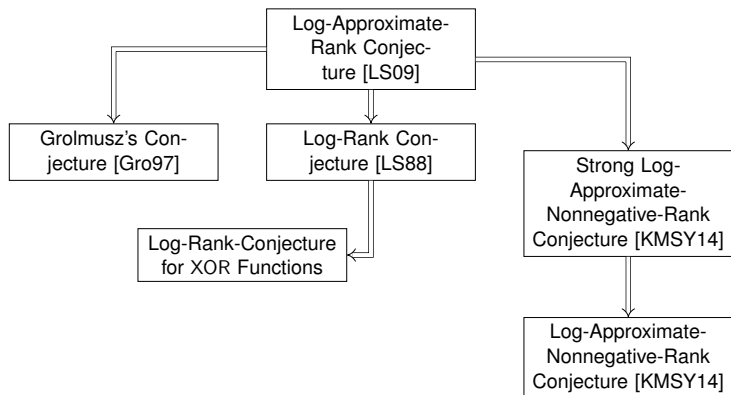 Log-Approximate-
Rank Conjec-
ture [LS09]
Grolmusz's Con-
jecture [Gro97]
Log-Rank Con-
jecture [LS88]
Strong Log-
Approximate-
Nonnegative-Rank
Conjecture [KMSY14]
Log-Rank-Conjecture
for XOR Functions
Log-Approximate-
Nonnegative-Rank
Conjecture [KMSY14]